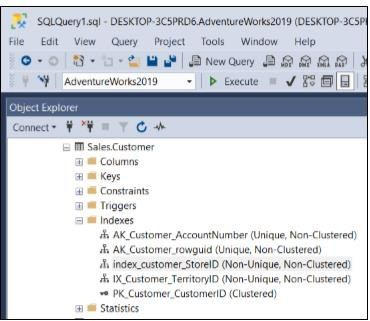 SQLQuery1.sql - DESKTOP-3C5PRD6.AdventureWorks2019 (DESKTOP-3C5P
File Edit View Query Project Tools Window Help
New Query
AdventureWorks2019 Execute
Object Explorer
Connect
Sales.Customer
Columns
Keys
Constraints
Triggers
Indexes
AK_Customer_AccountNumber (Unique, Non-Clustered)
AK_Customer_rowguid (Unique, Non-Clustered)
index_customer_StoreID (Non-Unique, Non-Clustered)
IX_Customer_TerritoryID (Non-Unique, Non-Clustered)
PK_Customer_CustomerID (Clustered)
Statistics